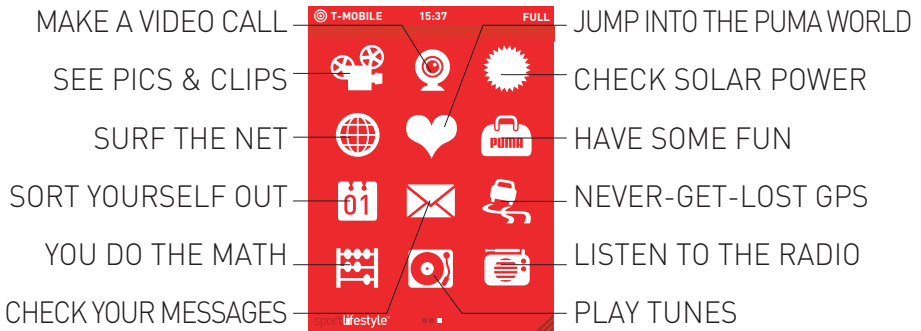 MAKE A VIDEO CALL
SEE PICS & CLIPS
SURF THE NET
SORT YOURSELF OUT
YOU DO THE MATH
CHECK YOUR MESSAGES
T-MOBILE 15:37 FULL
PUMA
01
sportlifestyle
JUMP INTO THE PUMA WORLD
CHECK SOLAR POWER
HAVE SOME FUN
NEVER-GET-LOST GPS
LISTEN TO THE RADIO
PLAY TUNES